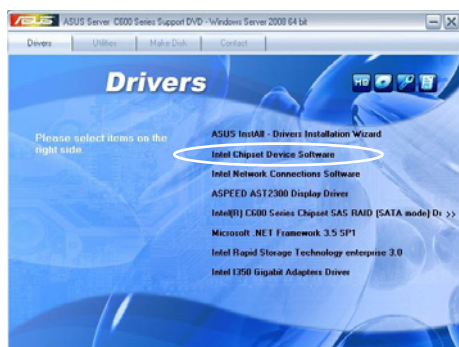 ASUS ASUS Server C600 Series Support DVD - Windows Server 2008 64 bit
Drivers Utilities Make Disk Contact
Drivers
Please select items on the right side.
ASUS InstAll - Drivers Installation Wizard
Intel Chipset Device Software
Intel Network Connections Software
ASPEED AST2300 Display Driver
Intel(R) C600 Series Chipset SAS RAID (SATA mode) Dr >>
Microsoft .NET Framework 3.5 SP1
Intel Rapid Storage Technology enterprise 3.0
Intel I350 Gigabit Adapters Driver